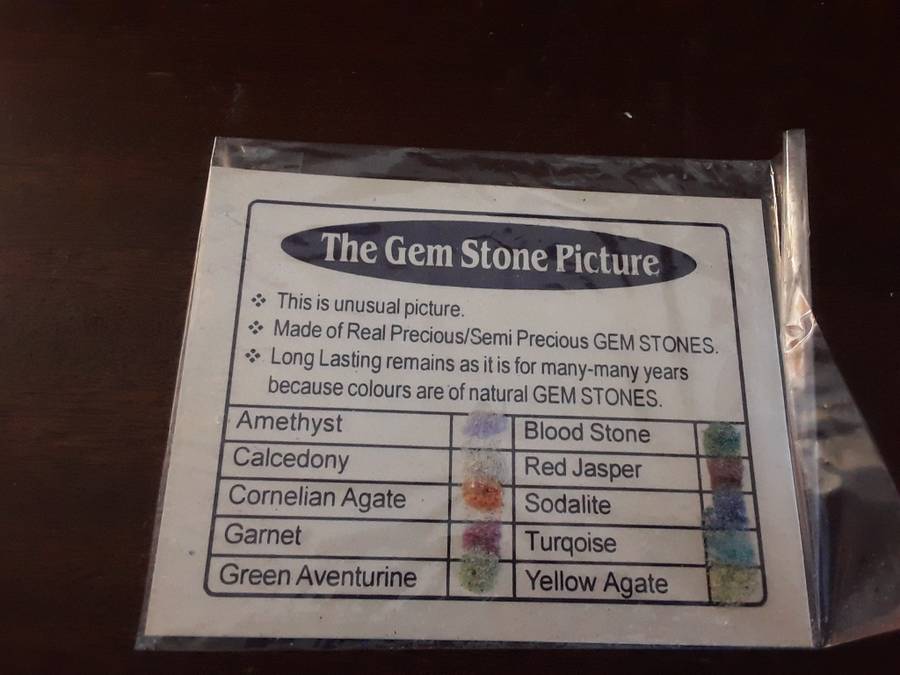 The Gem Stone Picture
❖ This is unusual picture.
❖ Made of Real Precious/Semi Precious GEM STONES.
❖ Long Lasting remains as it is for many-many years
because colours are of natural GEM STONES.
Amethyst Blood Stone
Calcedony Red Jasper
Cornelian Agate Sodalite
Garnet Turqoise
Green Aventurine Yellow Agate